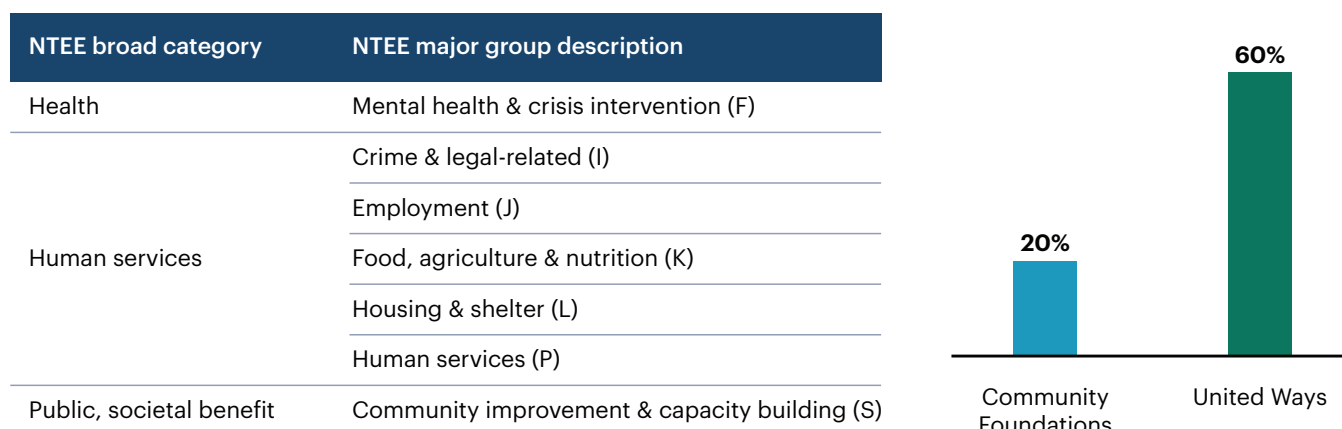 NTEE broad category NTEE major group description
Health Mental health & crisis intervention (F)
Crime & legal-related (I)
Employment (J)
Human services Food, agriculture & nutrition (K)
Housing & shelter (L)
Human services (P)
Public, societal benefit Community improvement & capacity building (S)
60%
20%
Community
Foundations
United Ways